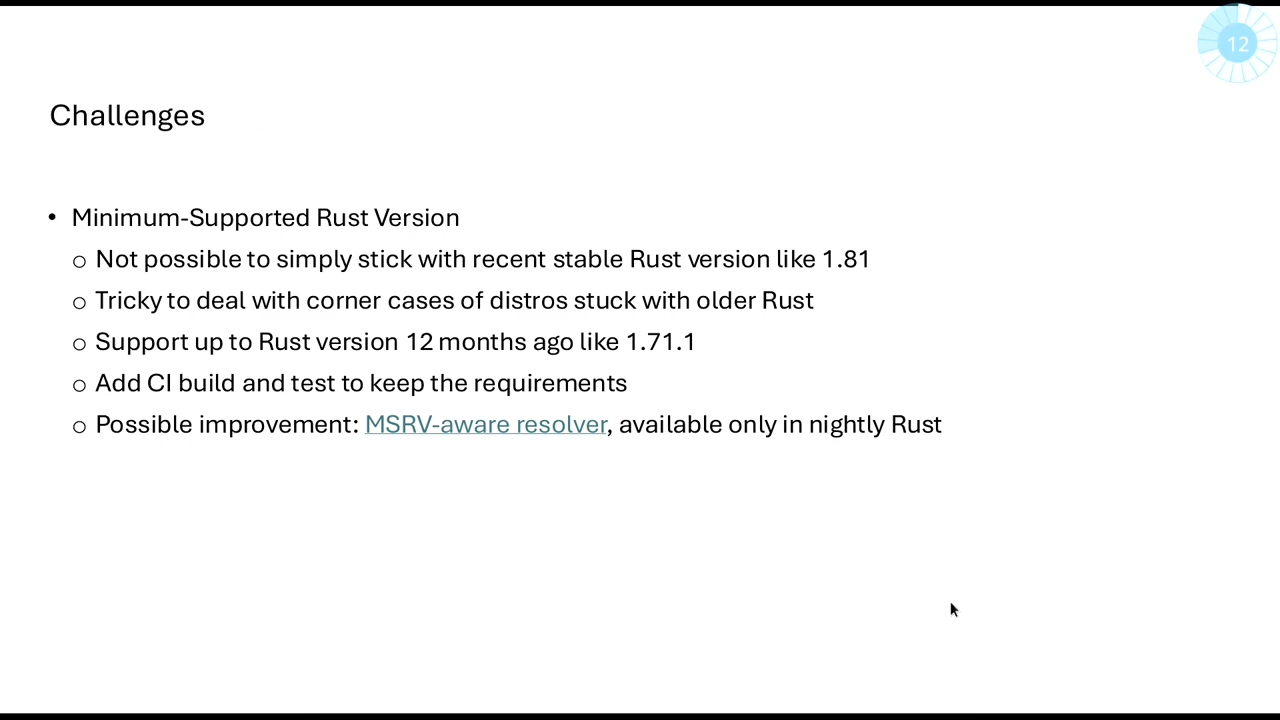 12
Challenges
• Minimum-Supported Rust Version
o Not possible to simply stick with recent stable Rust version like 1.81
o Tricky to deal with corner cases of distros stuck with older Rust
o Support up to Rust version 12 months ago like 1.71.1
o Add CI build and test to keep the requirements
o Possible improvement: MSRV-aware resolver, available only in nightly Rust